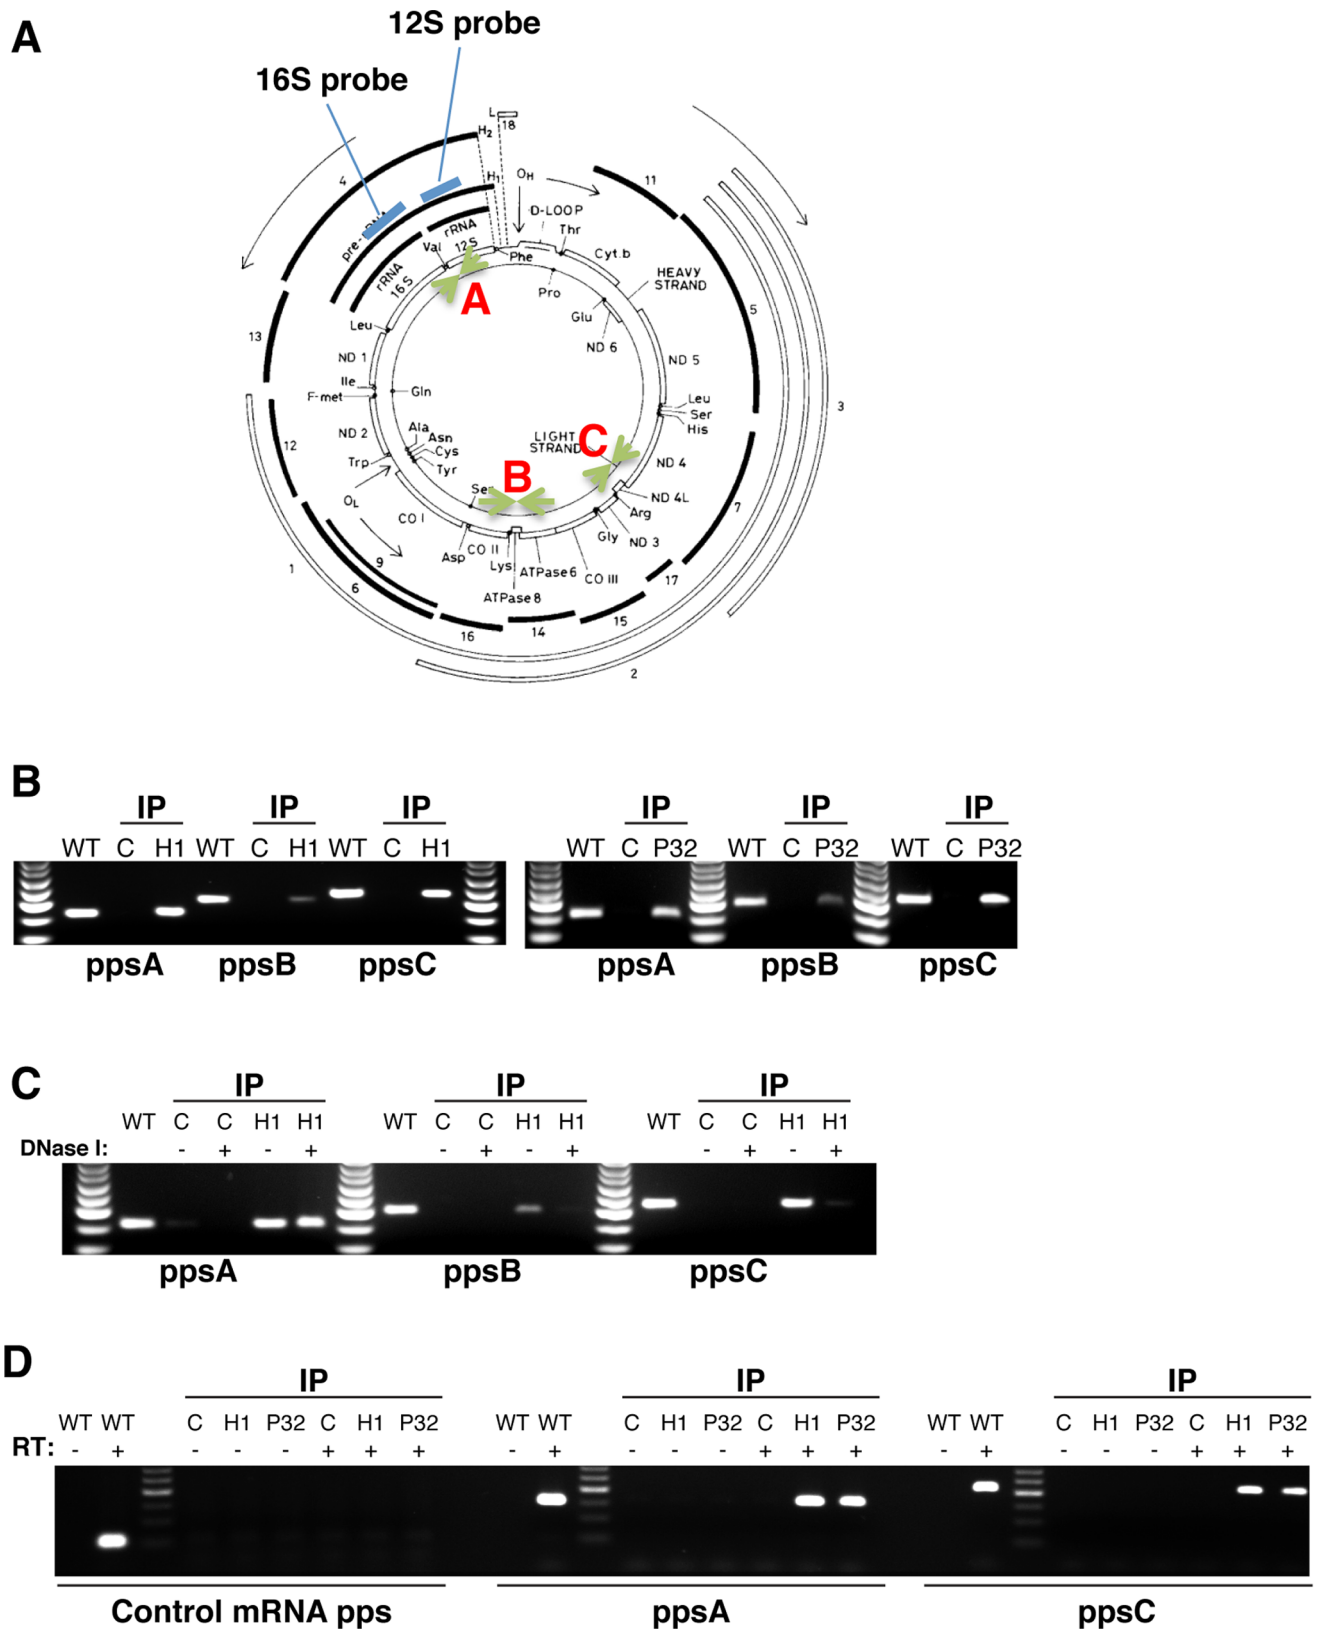 A
12S probe
16S probe
L
18
H2
4
H1
OH
11
D-LOOP
Thr
rRNA
12S
Val
Phe
Cyt.b
HEAVY
STRAND
pre-
rRNA
16S
A
Pro
Glu
ND 6
5
13
Leu
ND 1
ND 5
Ile
F-met
Gln
Leu
Ser
His
3
12
ND 2
Ala
Asn
Cys
Tyr
Trp
LIGHT
STRAND
C
ND 4
B
Se
OL
CO I
ND 4L
Arg
7
Gly
ND 3
Asp
CO II
Lys
ATPase6
CO III
ATPase 8
1
9
6
17
16
14
15
2
B
IP IP IP IP IP IP
WT C H1 WT C H1 WT C H1 WT C P32 WT C P32 WT C P32
ppsA ppsB ppsC ppsA ppsB ppsC
C
IP IP IP
WT C C H1 H1 WT C C H1 H1 WT C C H1 H1
DNase I: - + - + - + - + - + - +
ppsA ppsB ppsC
D
IP IP IP
WT WT C H1 P32 C H1 P32 WT WT C H1 P32 C H1 P32 WT WT C H1 P32 C H1 P32
RT: - + - - - + + + - + - - - + + + - + - - - + + +
Control mRNA pps ppsA ppsC